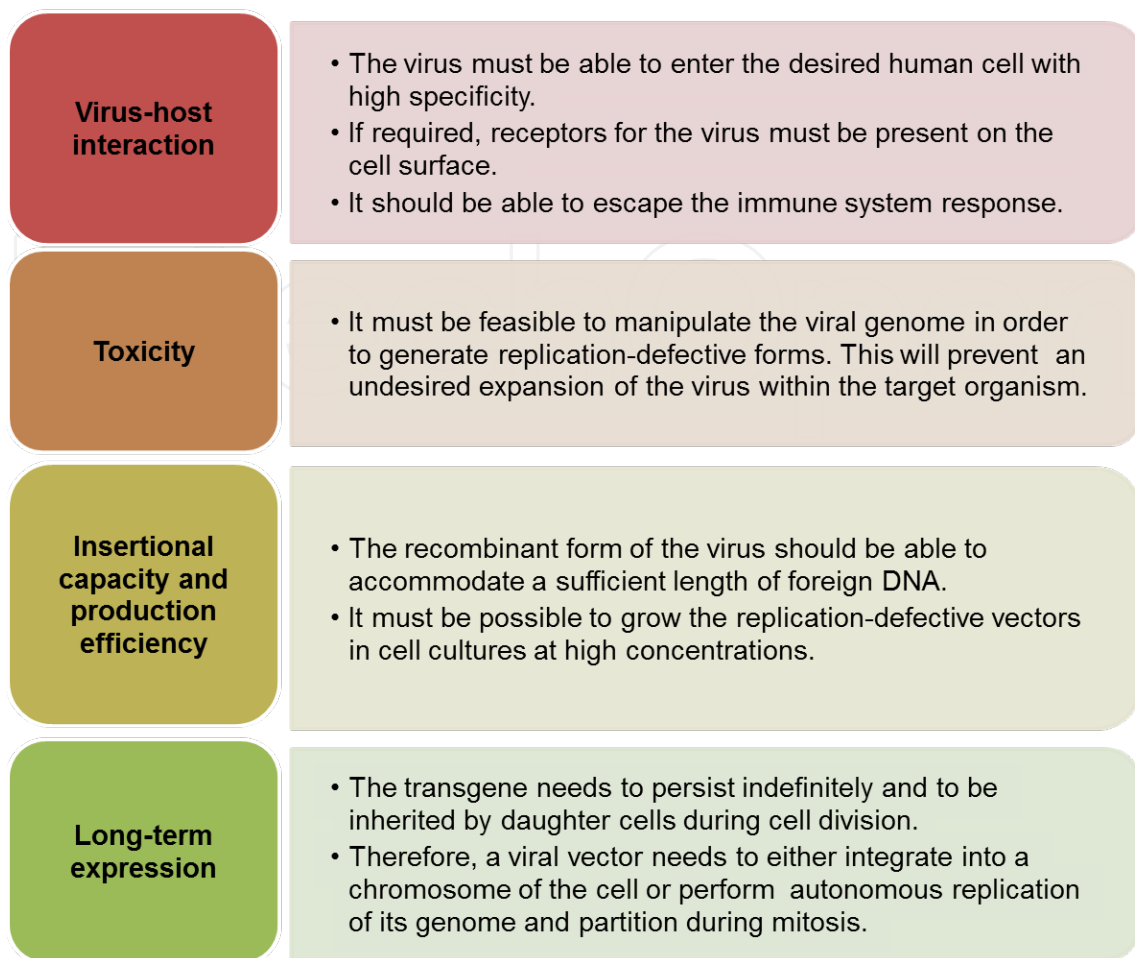 Virus-host
interaction
• The virus must be able to enter the desired human cell with
high specificity.
• If required, receptors for the virus must be present on the
cell surface.
• It should be able to escape the immune system response.
Toxicity
• It must be feasible to manipulate the viral genome in order
to generate replication-defective forms. This will prevent an
undesired expansion of the virus within the target organism.
Insertional
capacity and
production
efficiency
• The recombinant form of the virus should be able to
accommodate a sufficient length of foreign DNA.
• It must be possible to grow the replication-defective vectors
in cell cultures at high concentrations.
Long-term
expression
• The transgene needs to persist indefinitely and to be
inherited by daughter cells during cell division.
• Therefore, a viral vector needs to either integrate into a
chromosome of the cell or perform autonomous replication
of its genome and partition during mitosis.